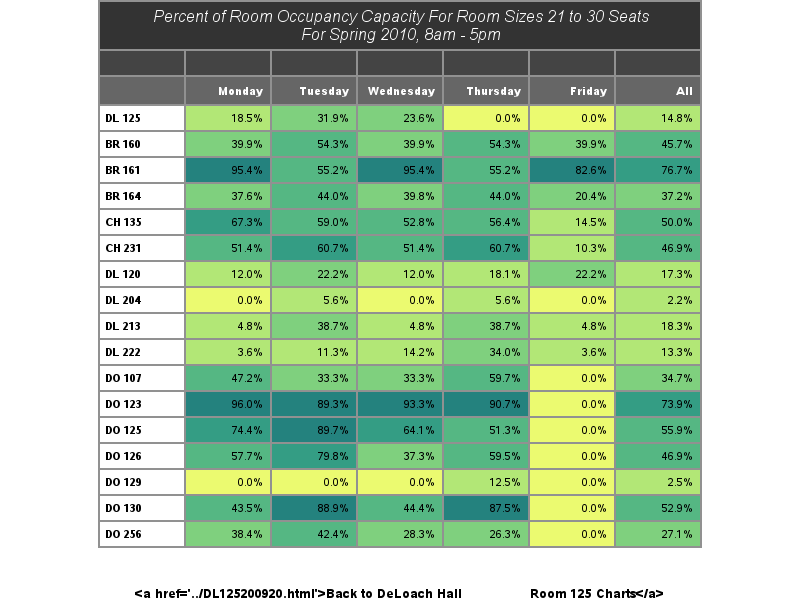 Percent of Room Occupancy Capacity For Room Sizes 21 to 30 Seats
For Spring 2010, 8am - 5pm
Monday Tuesday Wednesday Thursday Friday All
DL 125 18.5% 31.9% 23.6% 0.0% 0.0% 14.8%
BR 160 39.9% 54.3% 39.9% 54.3% 39.9% 45.7%
BR 161 95.4% 55.2% 95.4% 55.2% 82.6% 76.7%
BR 164 37.6% 44.0% 39.8% 44.0% 20.4% 37.2%
CH 135 67.3% 59.0% 52.8% 56.4% 14.5% 50.0%
CH 231 51.4% 60.7% 51.4% 60.7% 10.3% 46.9%
DL 120 12.0% 22.2% 12.0% 18.1% 22.2% 17.3%
DL 204 0.0% 5.6% 0.0% 5.6% 0.0% 2.2%
DL 213 4.8% 38.7% 4.8% 38.7% 4.8% 18.3%
DL 222 3.6% 11.3% 14.2% 34.0% 3.6% 13.3%
DO 107 47.2% 33.3% 33.3% 59.7% 0.0% 34.7%
DO 123 96.0% 89.3% 93.3% 90.7% 0.0% 73.9%
DO 125 74.4% 89.7% 64.1% 51.3% 0.0% 55.9%
DO 126 57.7% 79.8% 37.3% 59.5% 0.0% 46.9%
DO 129 0.0% 0.0% 0.0% 12.5% 0.0% 2.5%
DO 130 43.5% 88.9% 44.4% 87.5% 0.0% 52.9%
DO 256 38.4% 42.4% 28.3% 26.3% 0.0% 27.1%
<a href='../DL125200920.html'>Back to DeLoach Hall Room 125 Charts</a>